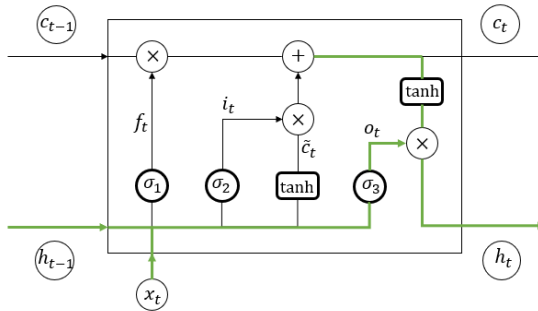 c_{t-1}
c_t
×
+
tanh
f_t
i_t
×
o_t
×
c̃_t
σ_1
σ_2
tanh
σ_3
h_{t-1}
h_t
x_t